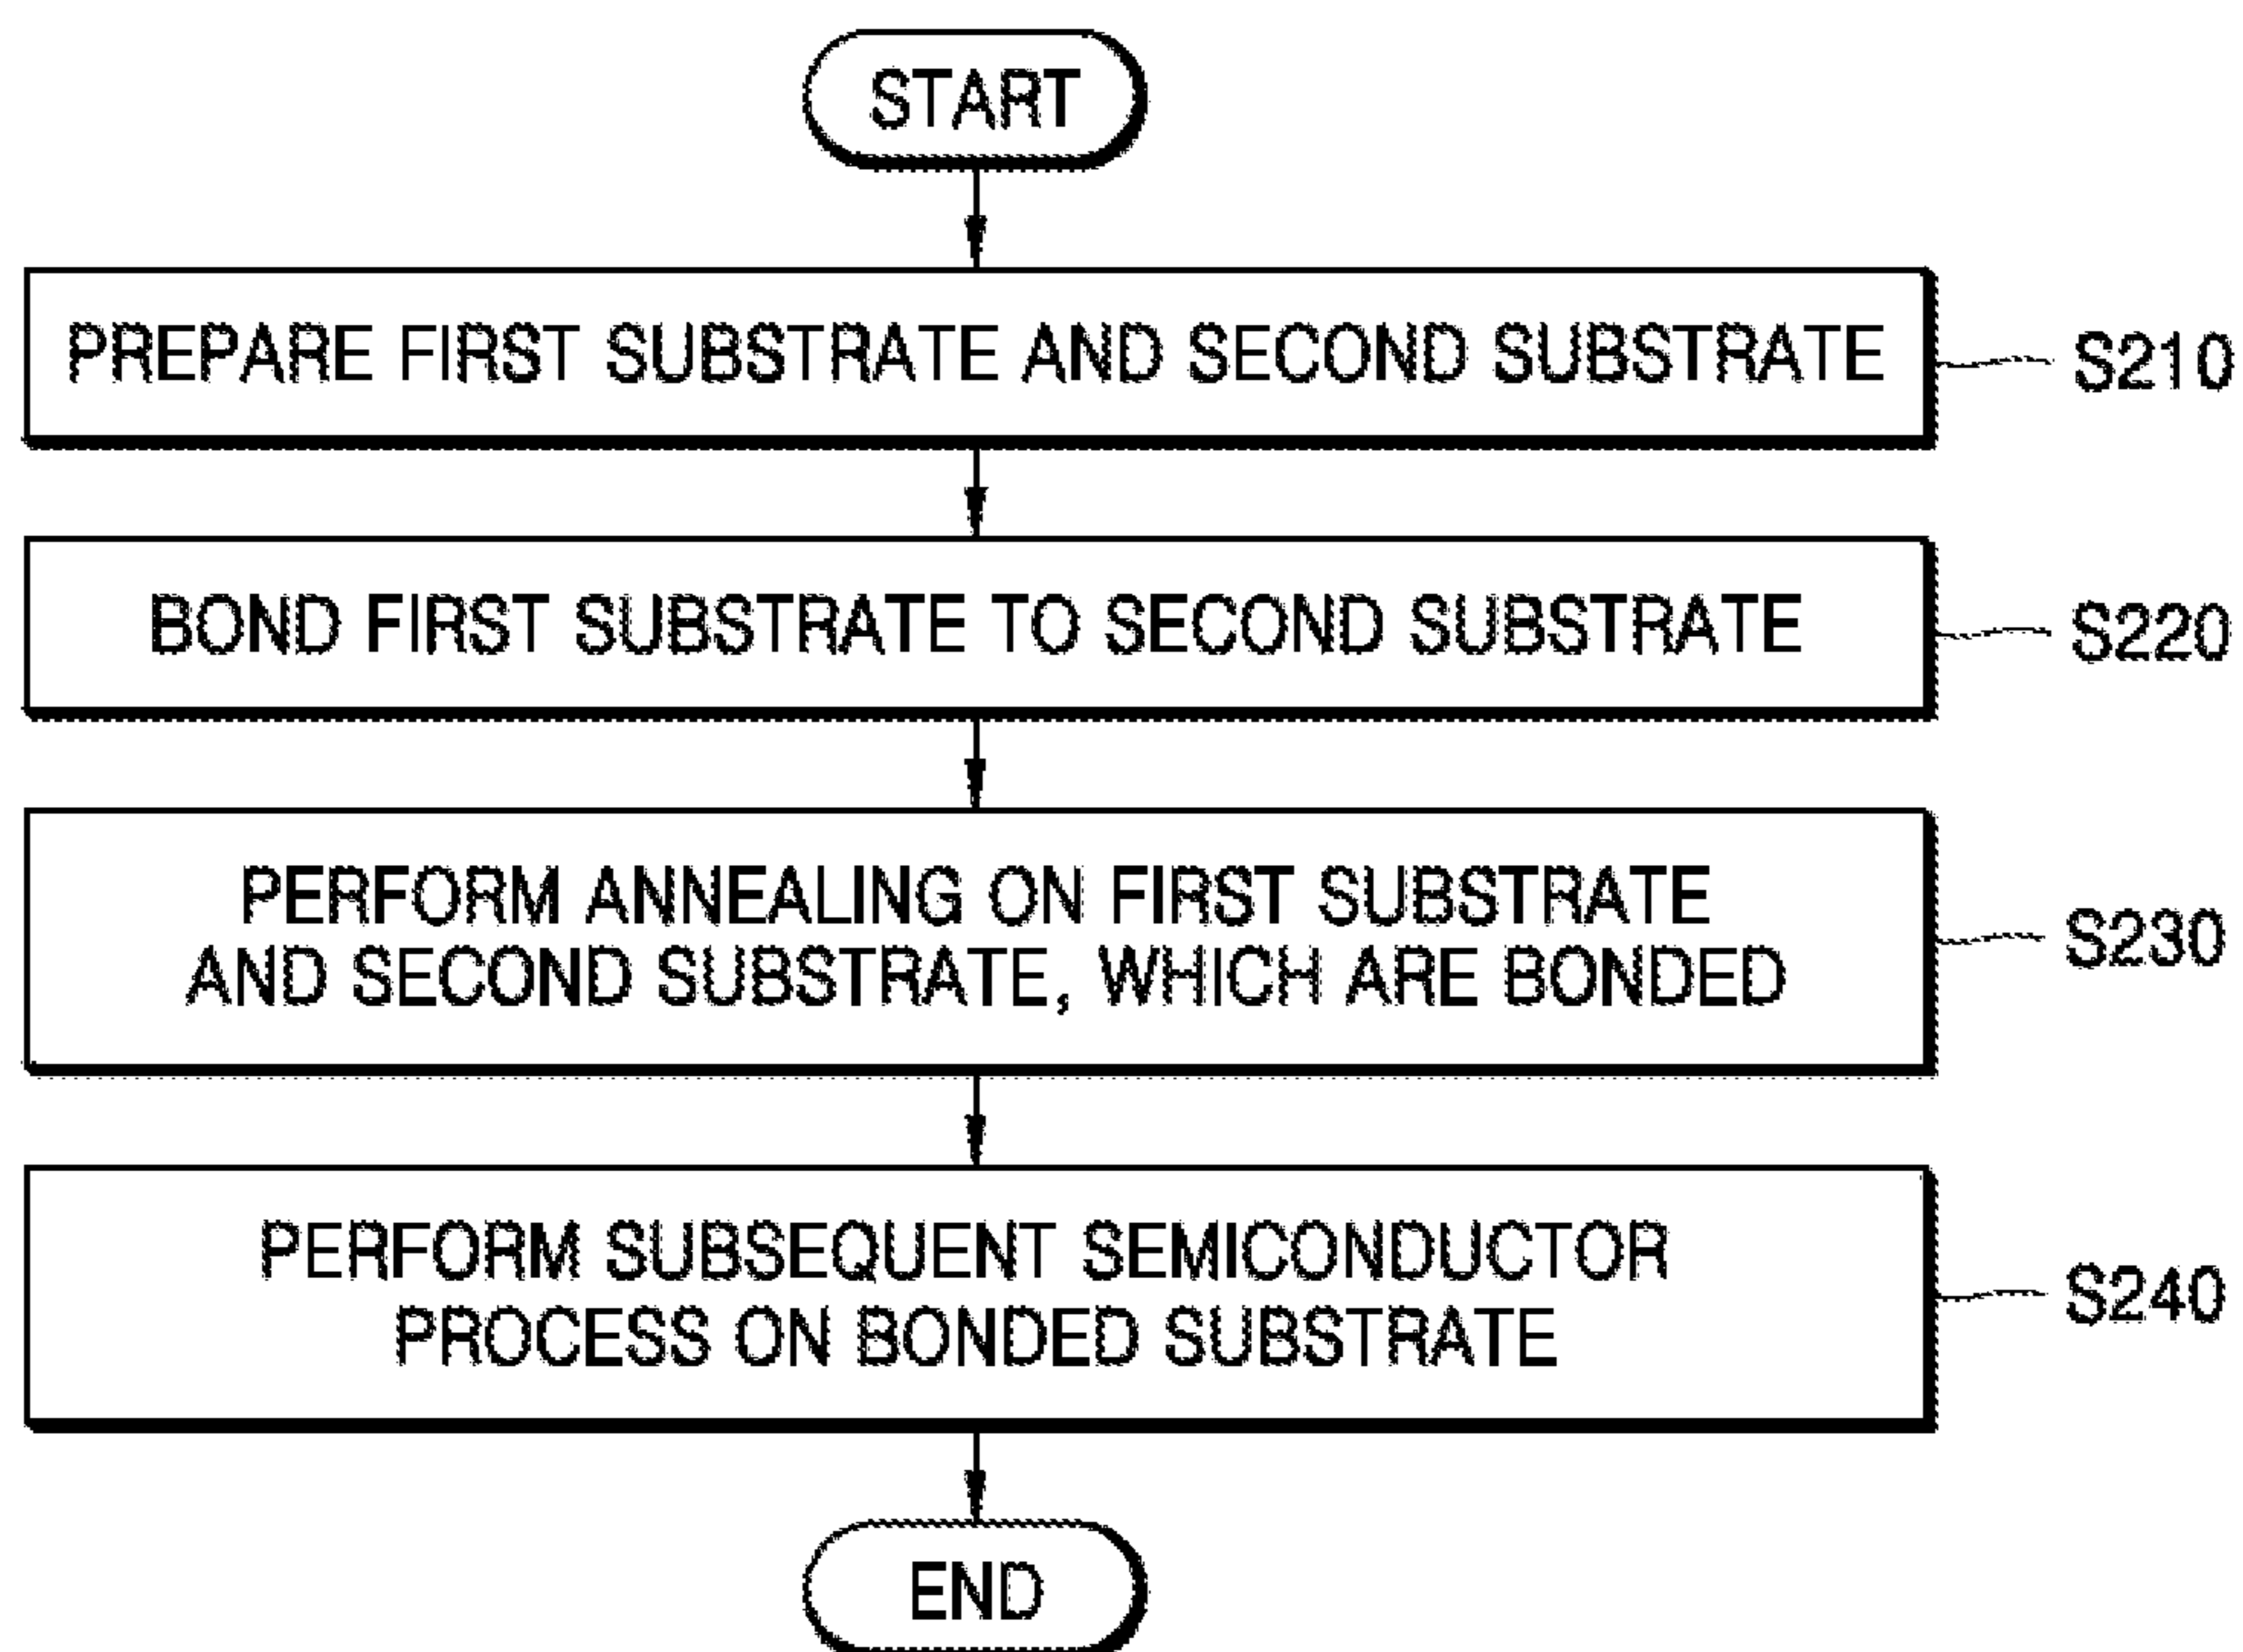 START
PREPARE FIRST SUBSTRATE AND SECOND SUBSTRATE
S210
BOND FIRST SUBSTRATE TO SECOND SUBSTRATE
S220
PERFORM ANNEALING ON FIRST SUBSTRATE
AND SECOND SUBSTRATE, WHICH ARE BONDED
S230
PERFORM SUBSEQUENT SEMICONDUCTOR
PROCESS ON BONDED SUBSTRATE
S240
END